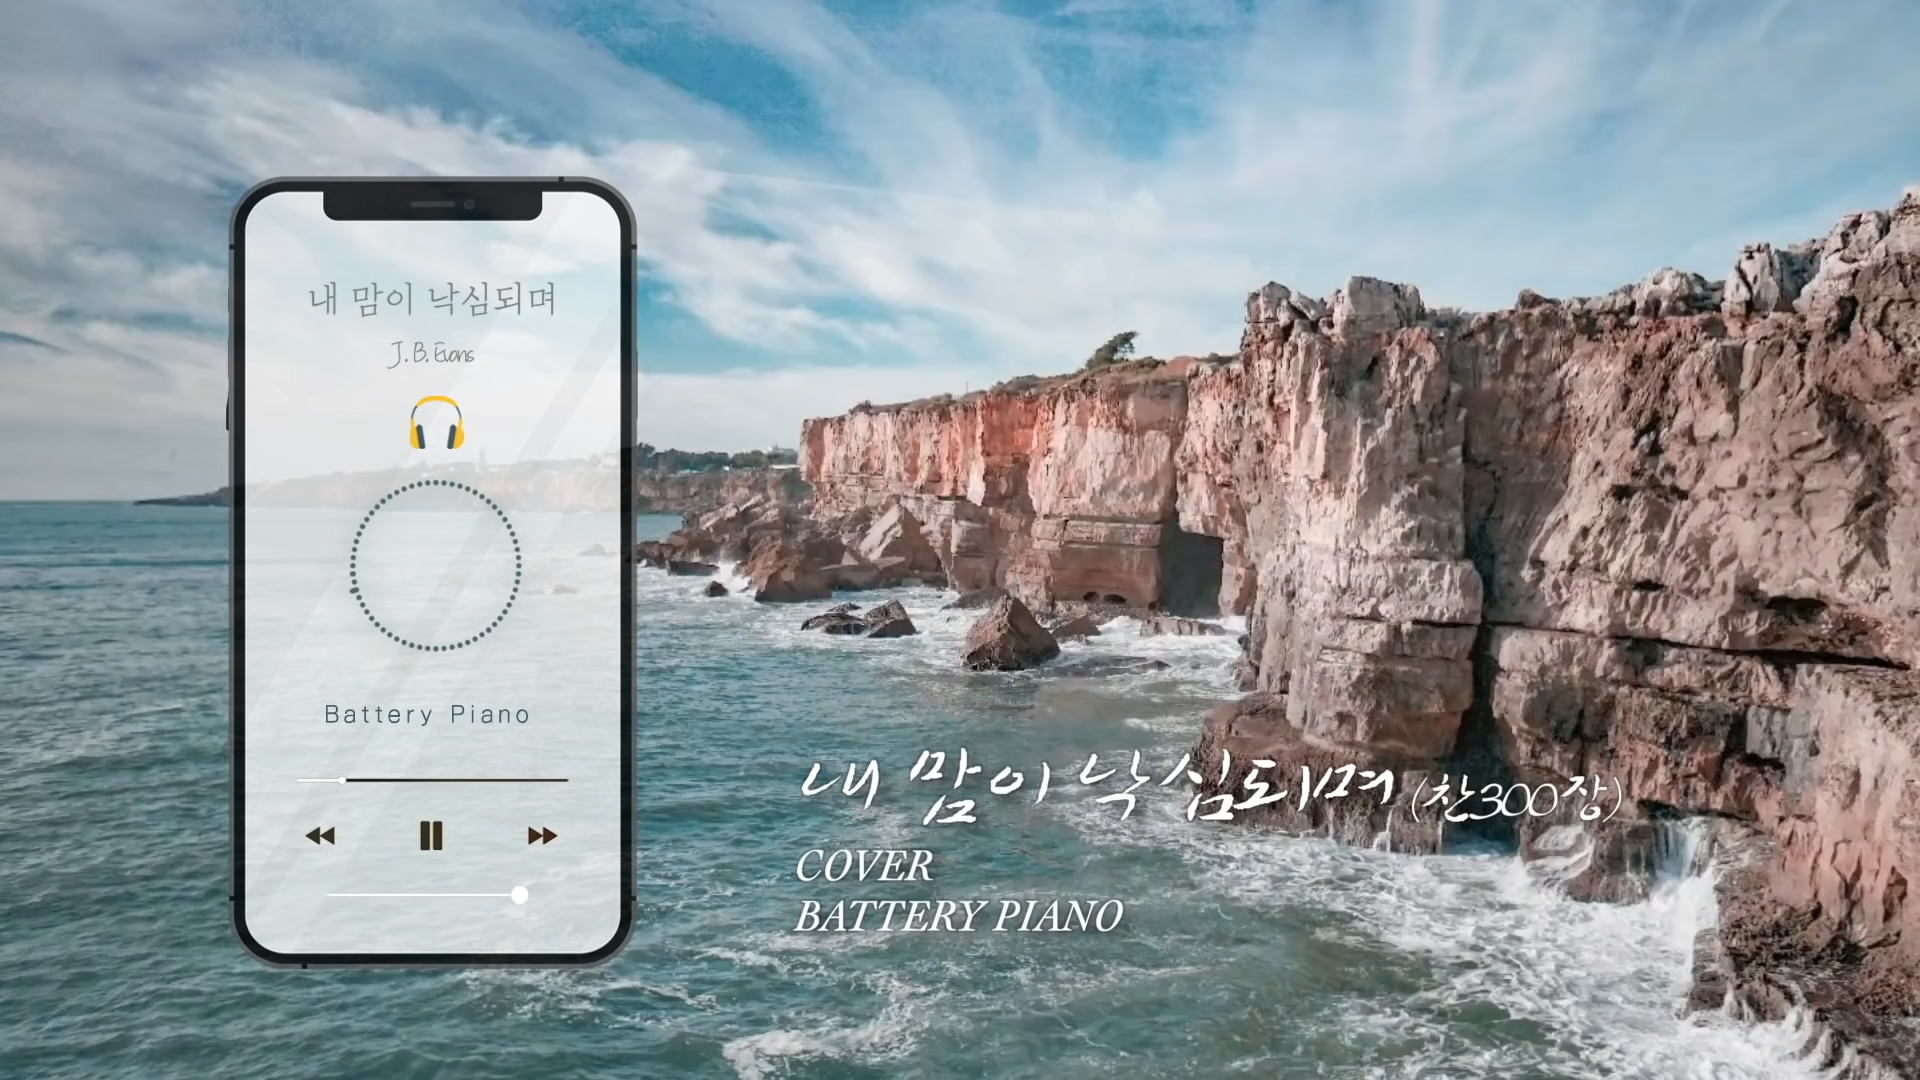 내 맘이 낙심되며
J.B.Evans
Battery Piano
내 맘이 낙심되며 (찬300장)
COVER
BATTERY PIANO